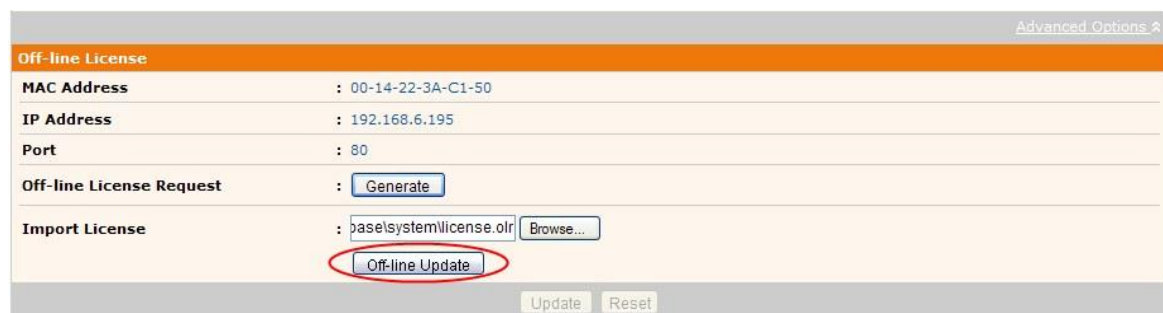 Advanced Options
Off-line License
MAC Address : 00-14-22-3A-C1-50
IP Address : 192.168.6.195
Port : 80
Off-line License Request : Generate
Import License : pase\system\license.olr Browse...
Off-line Update
Update Reset